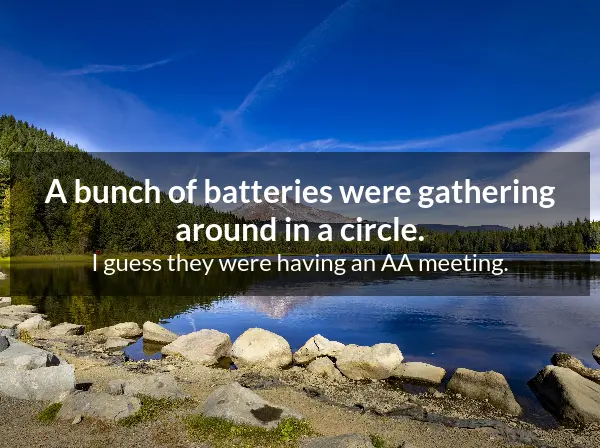 A bunch of batteries were gathering
around in a circle.
I guess they were having an AA meeting.